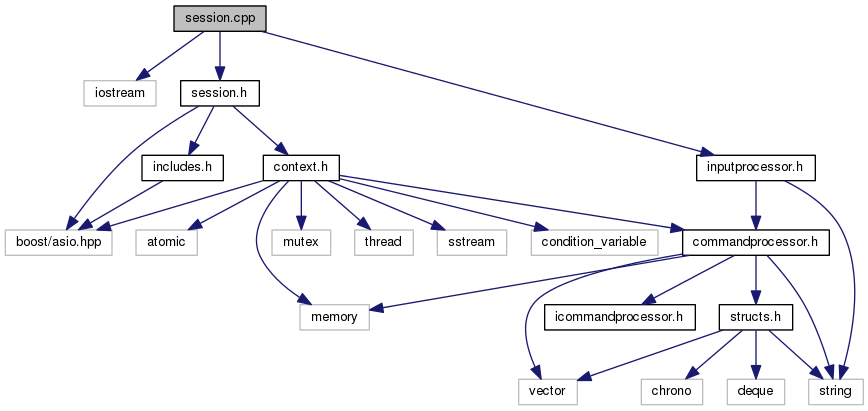 session.cpp
iostream
session.h
includes.h
context.h
inputprocessor.h
boost/asio.hpp
atomic
mutex
thread
sstream
condition_variable
commandprocessor.h
memory
icommandprocessor.h
structs.h
vector
chrono
deque
string